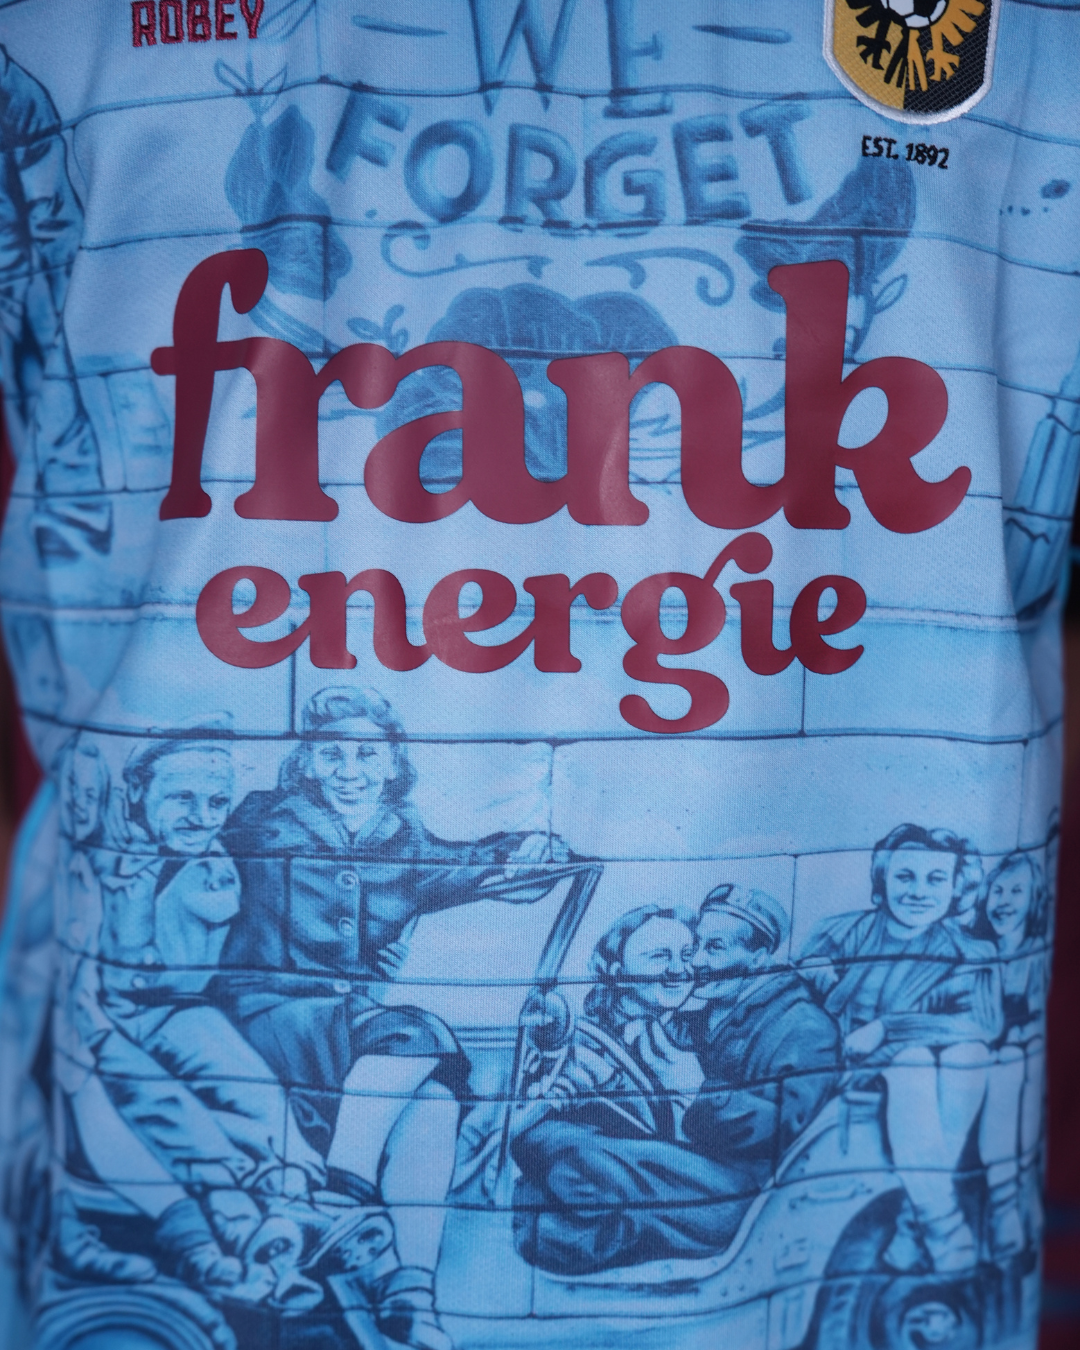 ROBEY
WE
FORGET
EST. 1892
frank
energie